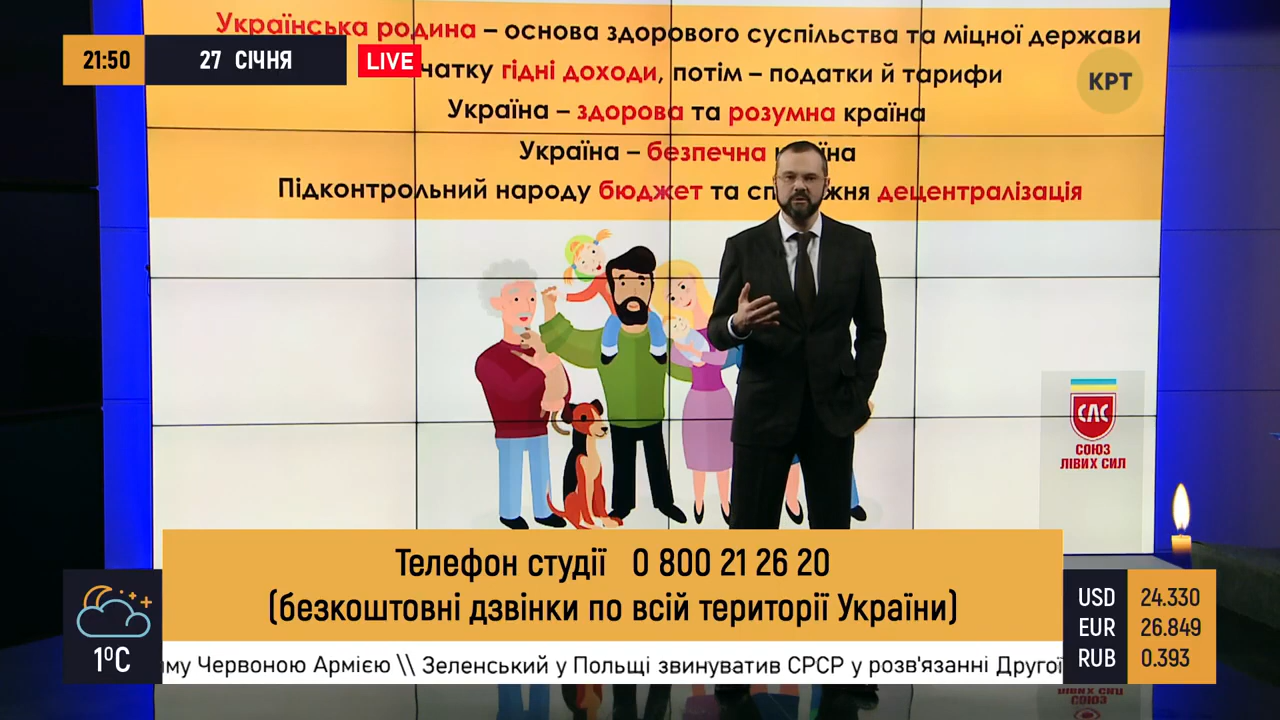 Українська родина – основа здорового суспільства та міцної держави
21:50
27 СІЧНЯ
LIVE
гідні доходи, потім – податки й тарифи
КРТ
Україна – здорова та розумна країна
Україна – безпечна
Підконтрольний народу бюджет та децентралізація
СЛС
СОЮЗ
ЛІВИХ СИЛ
Телефон студії 0 800 21 26 20
(безкоштовні дзвінки по всій території України)
1°C
USD 24.330
EUR 26.849
RUB 0.393
Червоною Армією \\ Зеленський у Польщі звинуватив СРСР у розв'язанні Другої